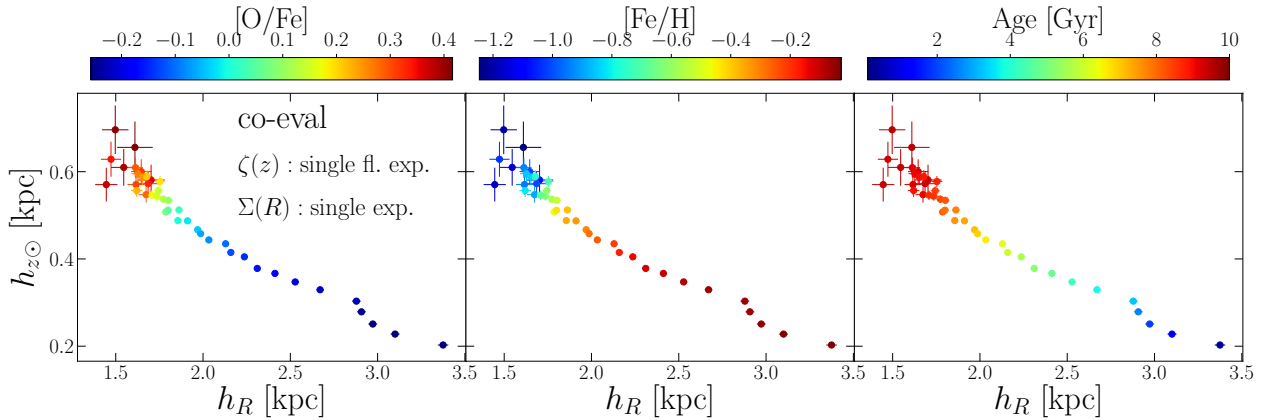 [O/Fe] [Fe/H] Age [Gyr]
−0.2 −0.1 0.0 0.1 0.2 0.3 0.4 −1.2 −1.0 −0.8 −0.6 −0.4 −0.2 2 4 6 8 10
co-eval
ζ(z) : single fl. exp.
Σ(R) : single exp.
h_{z⊙} [kpc]
0.6
0.4
0.2
1.5 2.0 2.5 3.0 3.5 1.5 2.0 2.5 3.0 3.5 1.5 2.0 2.5 3.0 3.5
h_R [kpc] h_R [kpc] h_R [kpc]